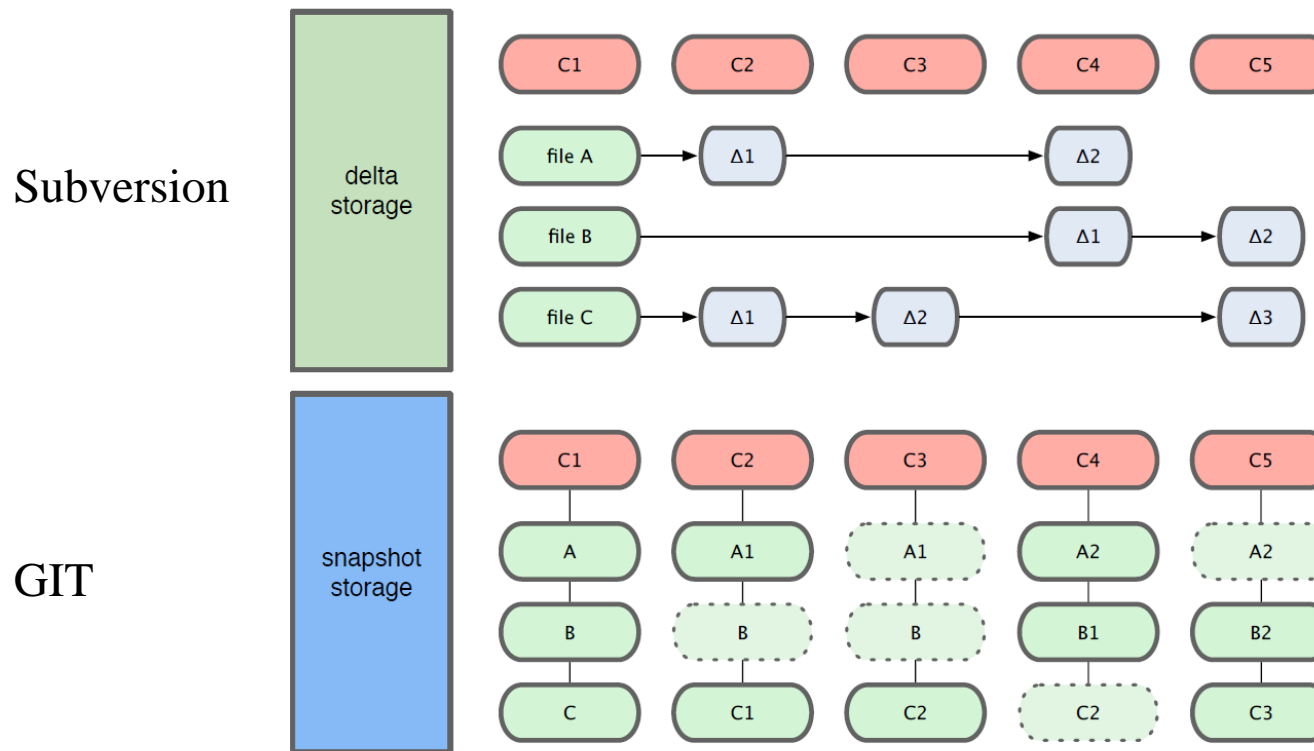 Subversion
delta
storage
C1 C2 C3 C4 C5
file A Δ1 Δ2
file B Δ1 Δ2
file C Δ1 Δ2 Δ3
GIT
snapshot
storage
C1 C2 C3 C4 C5
A A1 A1 A2 A2
B B B B1 B2
C C1 C2 C2 C3